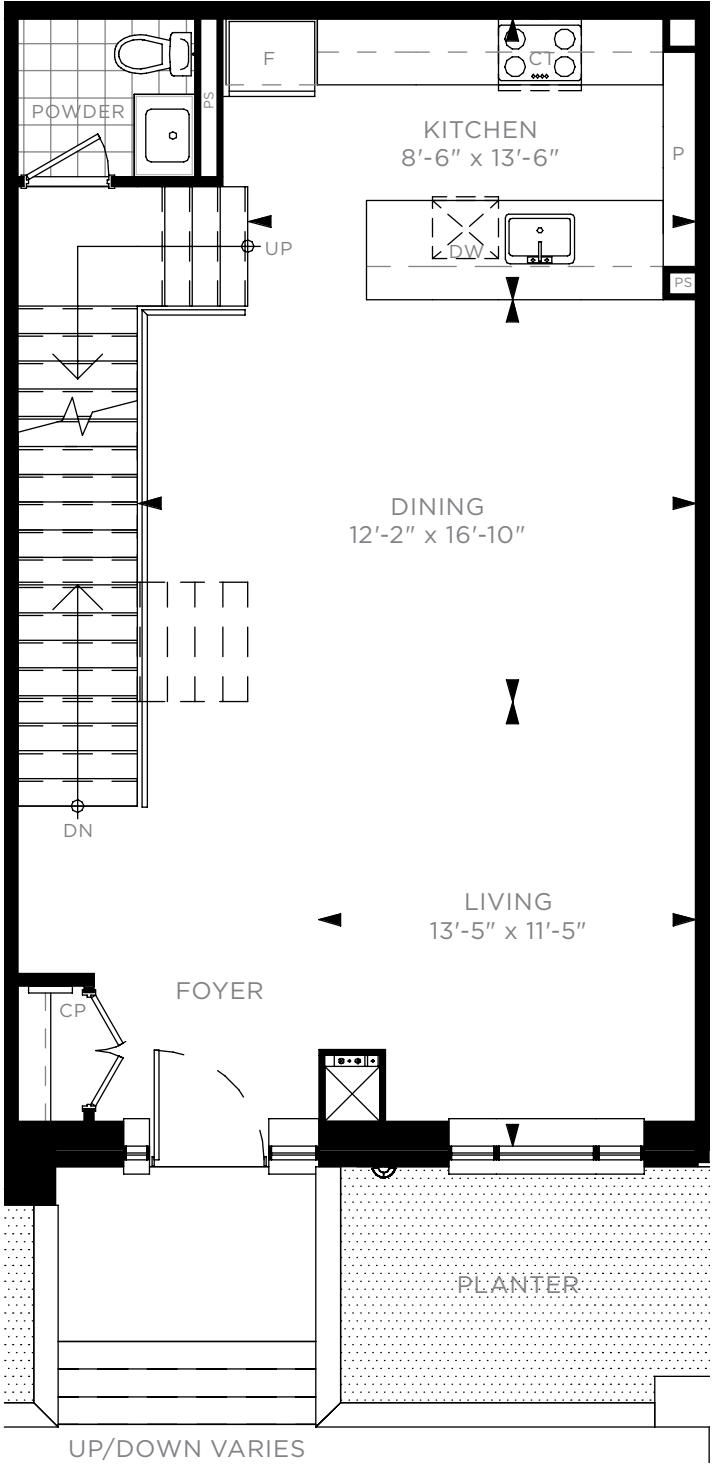 F
CT
PS
POWDER
KITCHEN
8'-6" x 13'-6"
P
UP
DW
PS
DINING
12'-2" x 16'-10"
DN
LIVING
13'-5" x 11'-5"
FOYER
CP
PLANTER
UP/DOWN VARIES